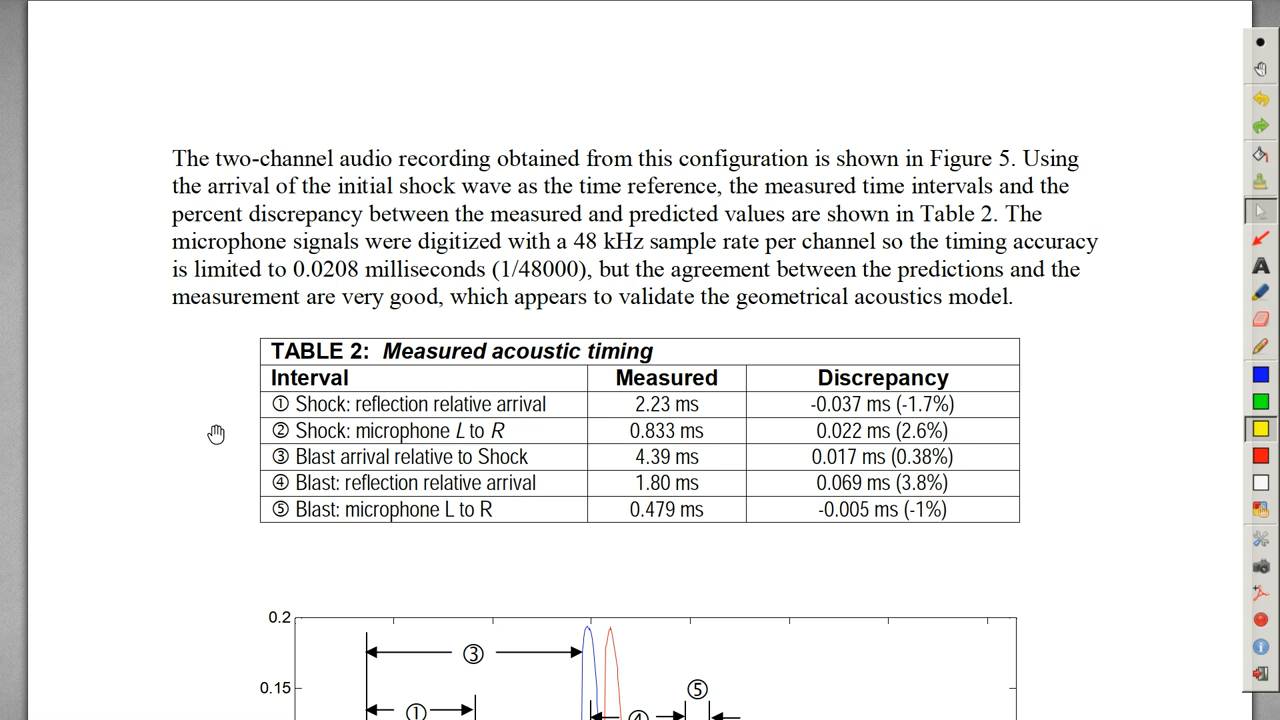 The two-channel audio recording obtained from this configuration is shown in Figure 5. Using
the arrival of the initial shock wave as the time reference, the measured time intervals and the
percent discrepancy between the measured and predicted values are shown in Table 2. The
microphone signals were digitized with a 48 kHz sample rate per channel so the timing accuracy
is limited to 0.0208 milliseconds (1/48000), but the agreement between the predictions and the
measurement are very good, which appears to validate the geometrical acoustics model.
TABLE 2: Measured acoustic timing
Interval Measured Discrepancy
① Shock: reflection relative arrival 2.23 ms -0.037 ms (-1.7%)
② Shock: microphone L to R 0.833 ms 0.022 ms (2.6%)
③ Blast arrival relative to Shock 4.39 ms 0.017 ms (0.38%)
④ Blast: reflection relative arrival 1.80 ms 0.069 ms (3.8%)
⑤ Blast: microphone L to R 0.479 ms -0.005 ms (-1%)
0.2
③
0.15
⑤
①
④
A